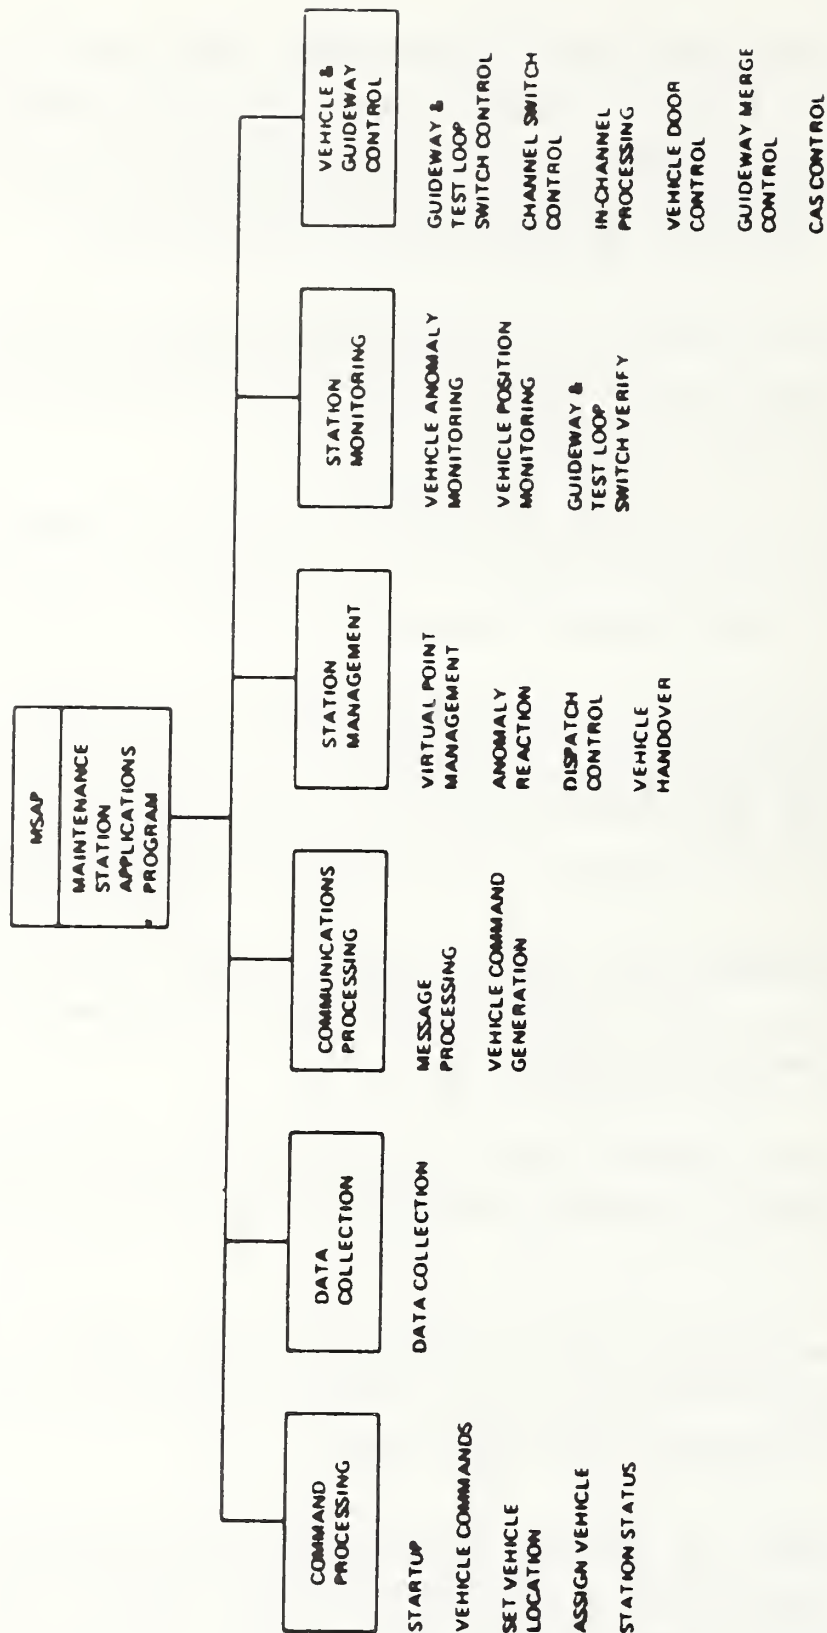 MSAP
MAINTENANCE
STATION
APPLICATIONS
PROGRAM
COMMAND
PROCESSING
STARTUP
VEHICLE COMMANDS
SET VEHICLE
LOCATION
ASSIGN VEHICLE
STATION STATUS
DATA
COLLECTION
DATA COLLECTION
COMMUNICATIONS
PROCESSING
MESSAGE
PROCESSING
VEHICLE COMMAND
GENERATION
STATION
MANAGEMENT
VIRTUAL POINT
MANAGEMENT
ANOMALY
REACTION
DISPATCH
CONTROL
VEHICLE
HANDOVER
STATION
MONITORING
VEHICLE ANOMALY
MONITORING
VEHICLE POSITION
MONITORING
GUIDEWAY &
TEST LOOP
SWITCH VERIFY
VEHICLE &
GUIDEWAY
CONTROL
GUIDEWAY &
TEST LOOP
SWITCH CONTROL
CHANNEL SWITCH
CONTROL
IN-CHANNEL
PROCESSING
VEHICLE DOOR
CONTROL
GUIDEWAY MERGE
CONTROL
CAS CONTROL